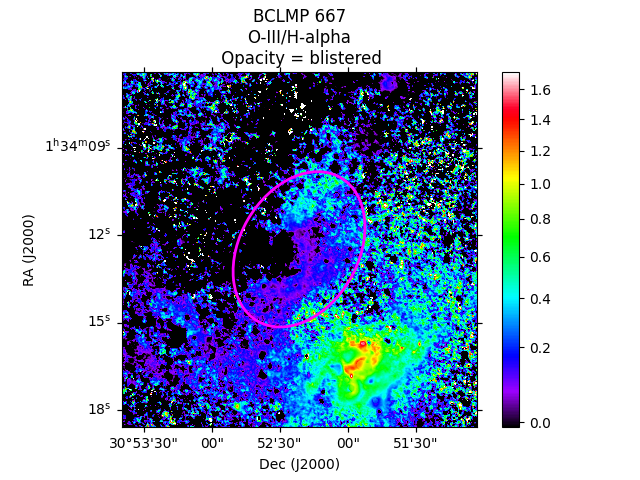 BCLMP 667
O-III/H-alpha
Opacity = blistered
1ʰ34ᵐ09ˢ
12ˢ
15ˢ
18ˢ
RA (J2000)
30°53'30" 00" 52'30" 00" 51'30"
Dec (J2000)
1.6
1.4
1.2
1.0
0.8
0.6
0.4
0.2
0.0